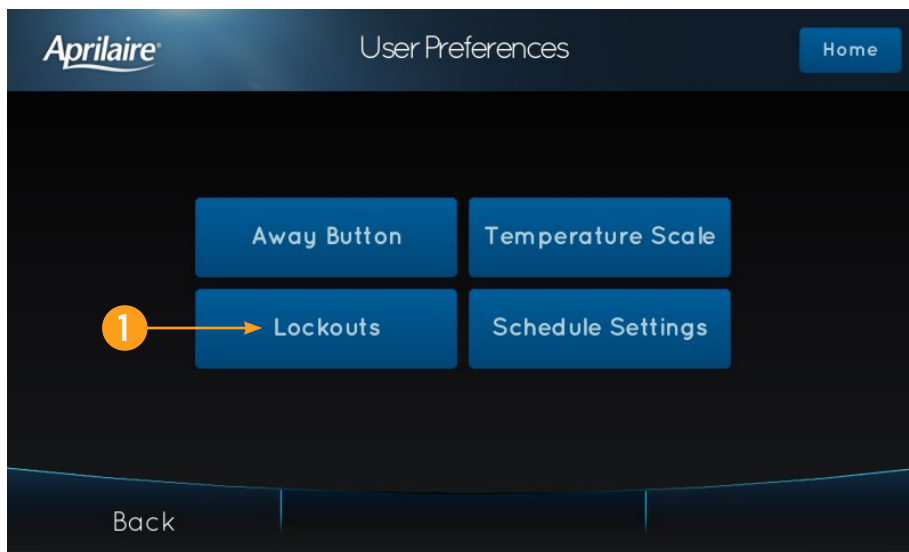 Aprilaire®
User Preferences
Home
Away Button
Temperature Scale
1
Lockouts
Schedule Settings
Back